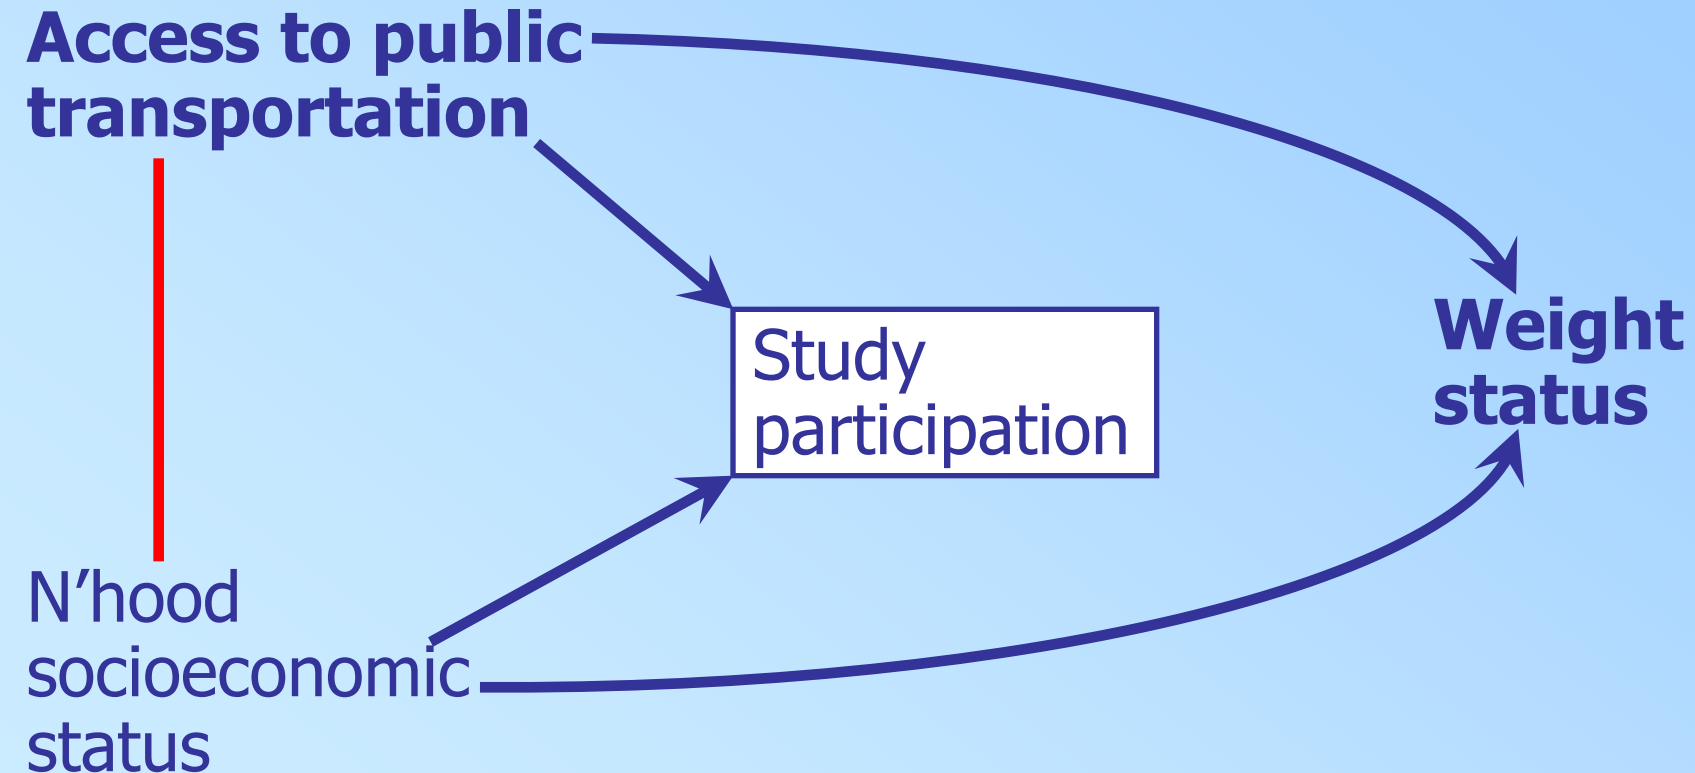 Access to public
transportation
Study
participation
Weight
status
N’hood
socioeconomic
status